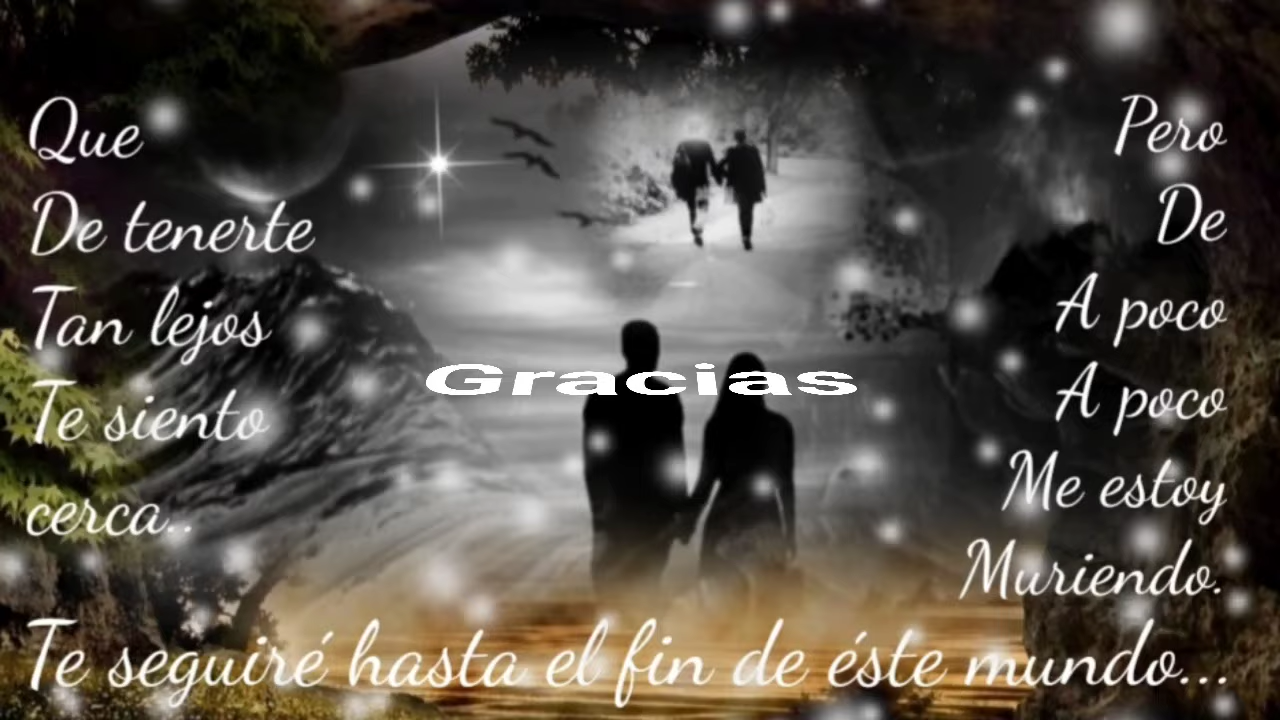 Que
De tenerte
Tan lejos
Te siento
cerca..
Gracias
Pero
De
A poco
A poco
Me estoy
Muriendo.
Te seguiré hasta el fin de éste mundo...